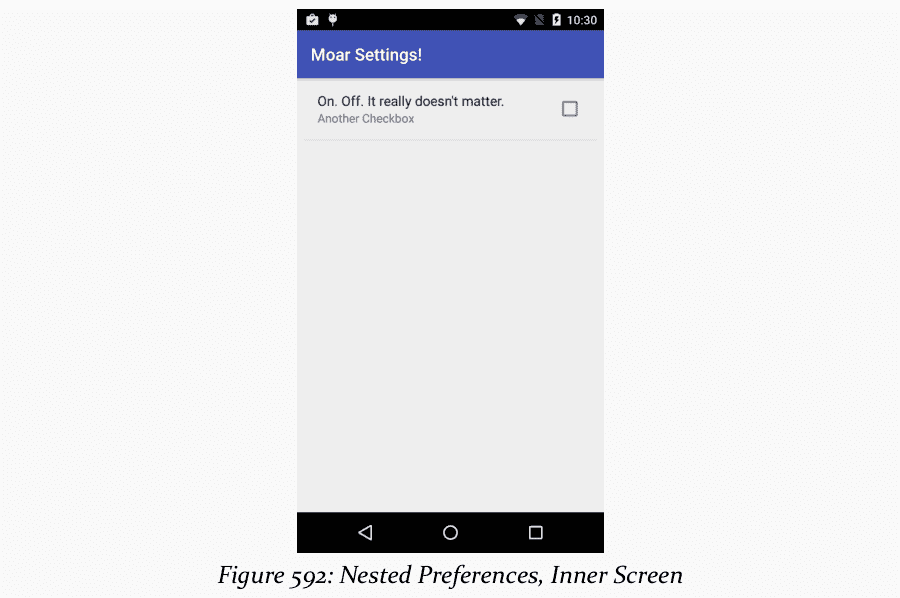 10:30
Moar Settings!
On. Off. It really doesn't matter.
Another Checkbox
Figure 592: Nested Preferences, Inner Screen